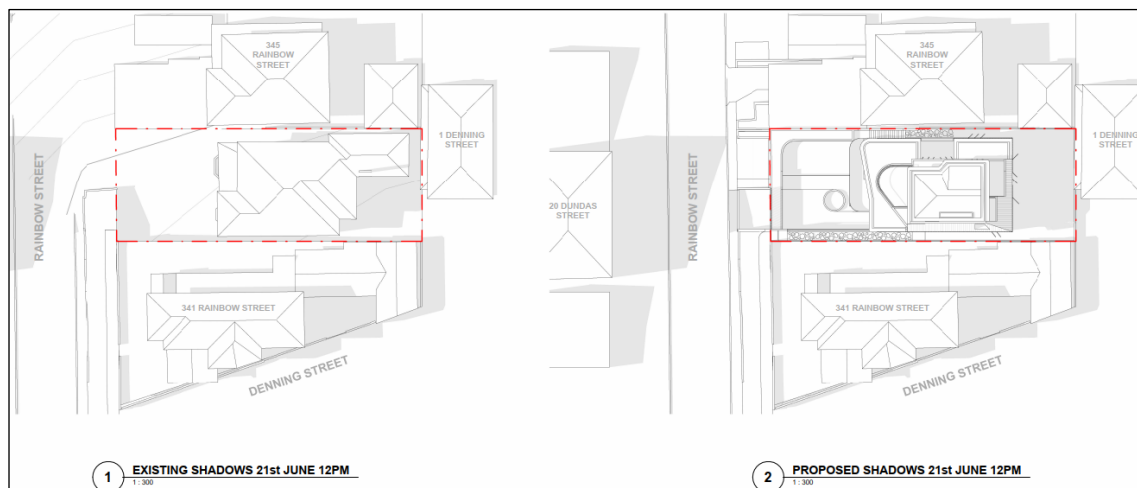 345
RAINBOW
STREET
1 DENNING
STREET
RAINBOW STREET
341 RAINBOW STREET
DENNING STREET
1
EXISTING SHADOWS 21st JUNE 12PM
1 : 300
345
RAINBOW
STREET
1 DENNING
STREET
20 DUNDAS
STREET
RAINBOW STREET
341 RAINBOW STREET
DENNING STREET
2
PROPOSED SHADOWS 21st JUNE 12PM
1 : 300